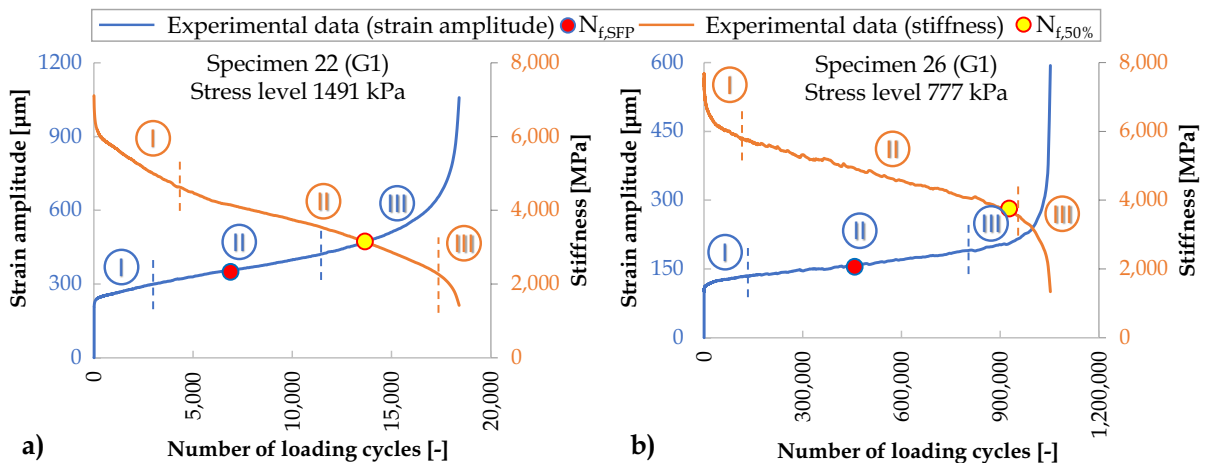 Experimental data (strain amplitude) N_f,SFP Experimental data (stiffness) N_f,50%
Specimen 22 (G1)
Stress level 1491 kPa
Strain amplitude [µm]
1200
900
600
300
0
8,000
6,000
4,000
2,000
0
Stiffness [MPa]
I
II
III
I
II
III
0
5,000
10,000
15,000
20,000
Number of loading cycles [-]
a)
Specimen 26 (G1)
Stress level 777 kPa
Strain amplitude [µm]
600
450
300
150
0
8,000
6,000
4,000
2,000
0
Stiffness [MPa]
I
II
III
I
II
III
0
300,000
600,000
900,000
1,200,000
Number of loading cycles [-]
b)